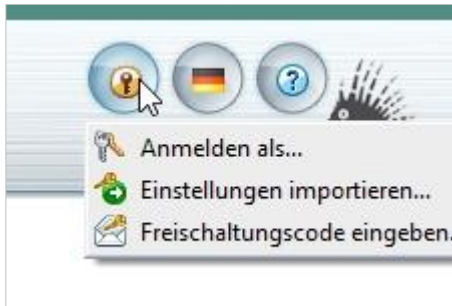 Anmelden als...
Einstellungen importieren...
Freischaltungscode eingeben.